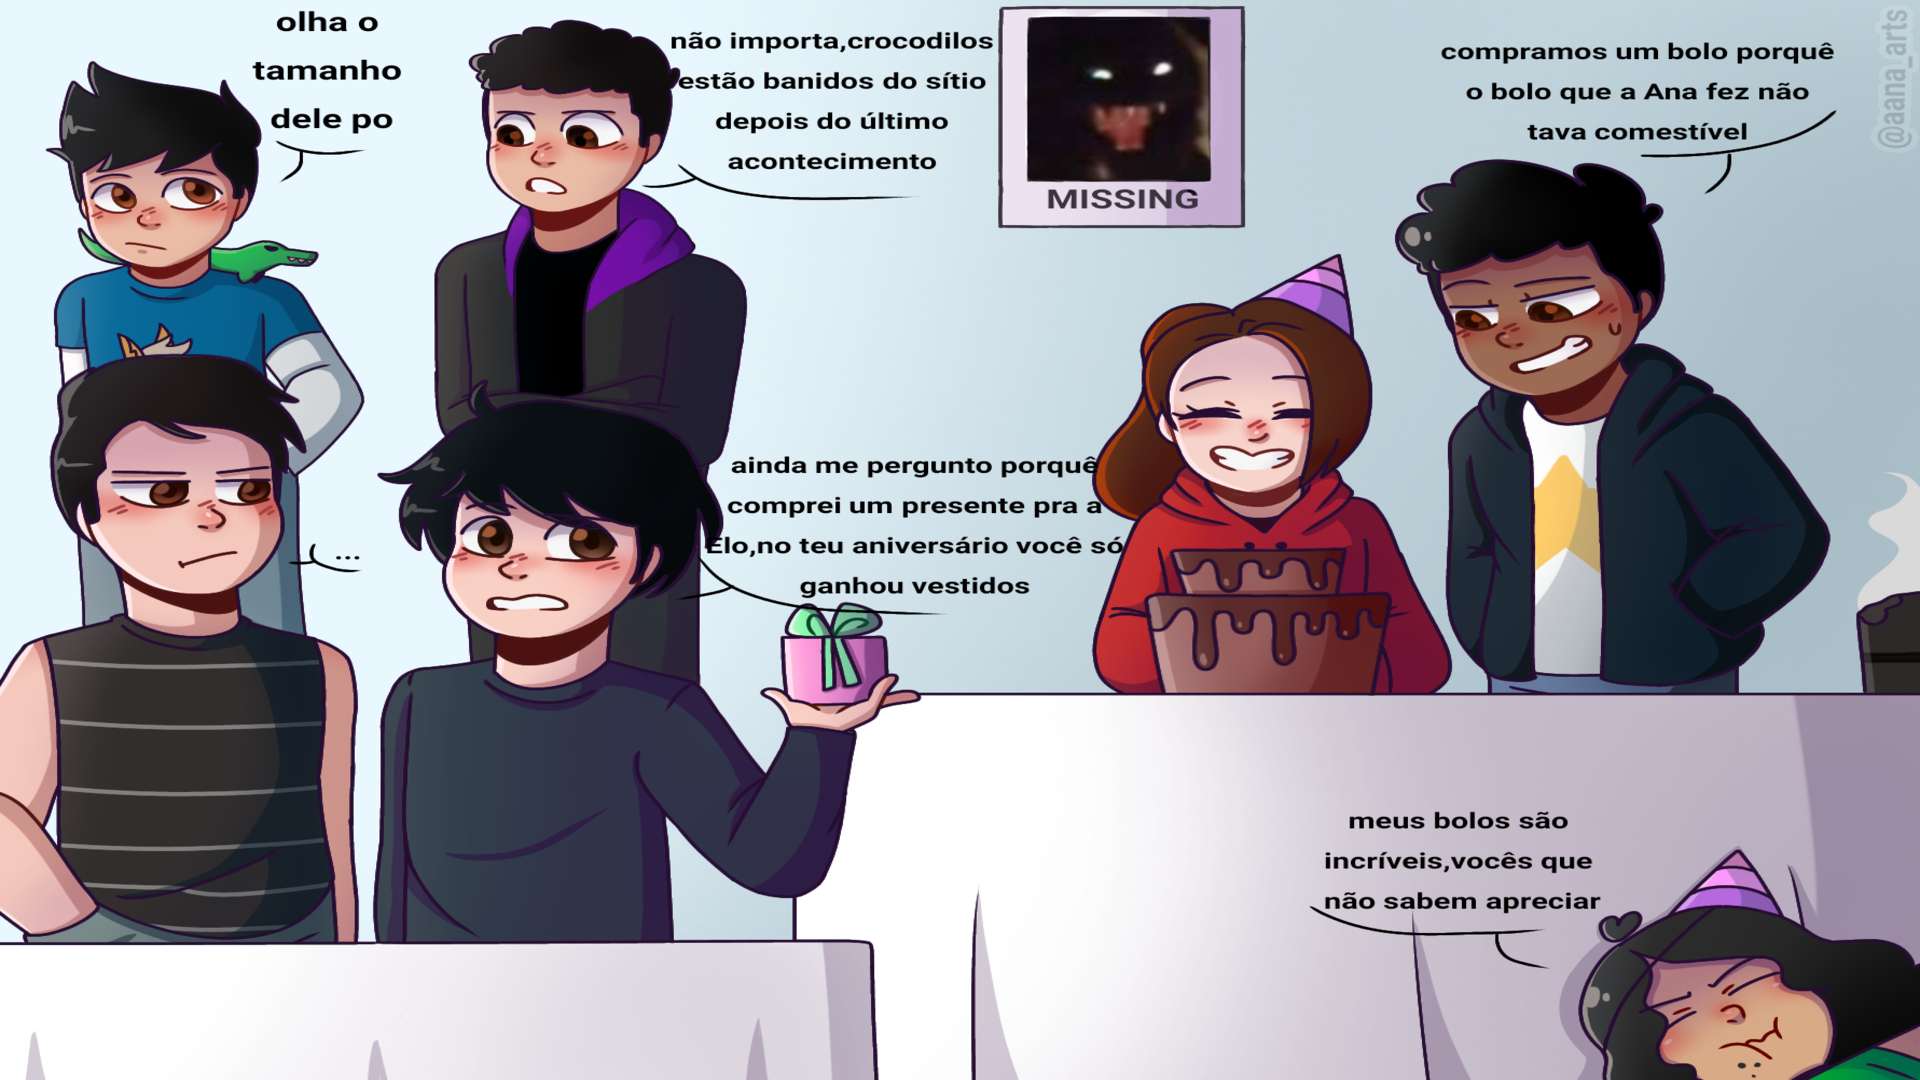 olha o
tamanho
dele po
não importa,crocodilos
estão banidos do sítio
depois do último
acontecimento
MISSING
compramos um bolo porquê
o bolo que a Ana fez não
tava comestível
@aana_arts
ainda me pergunto porquê
comprei um presente pra a
Elo,no teu aniversário você só
ganhou vestidos
...
meus bolos são
incríveis,vocês que
não sabem apreciar